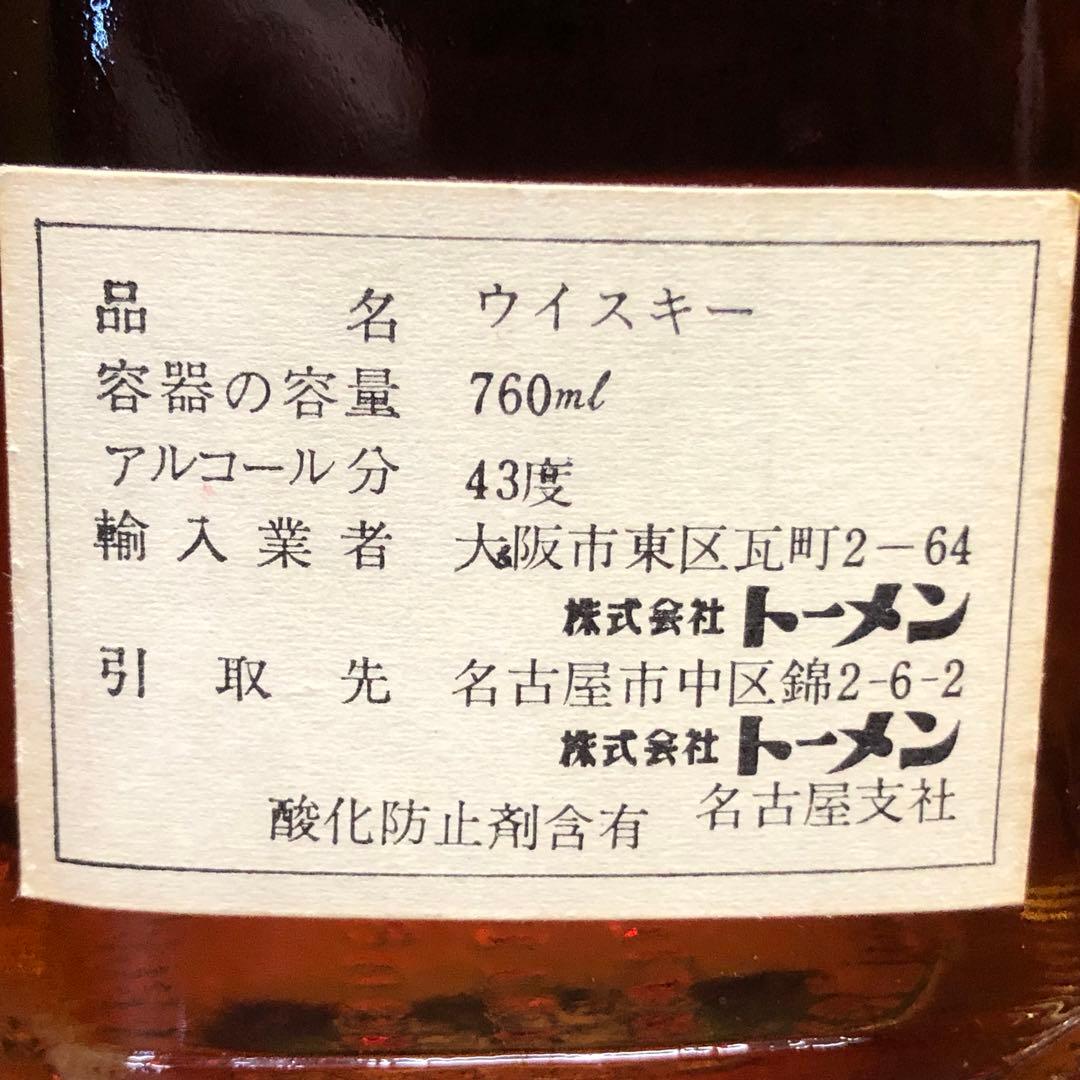 品名 ウイスキー
容器の容量 760ml
アルコール分 43度
輸入業者 大阪市東区瓦町2-64
株式会社トーメン
引取先 名古屋市中区錦2-6-2
株式会社トーメン
名古屋支社
酸化防止剤含有